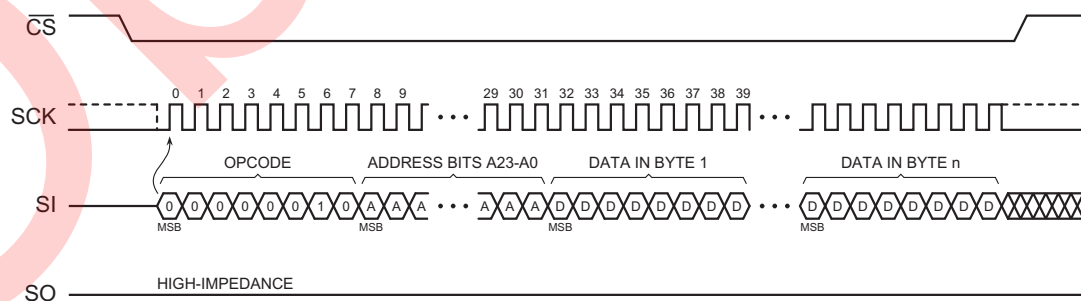 CS
SCK
0 1 2 3 4 5 6 7 8 9 29 30 31 32 33 34 35 36 37 38 39
OPCODE ADDRESS BITS A23-A0 DATA IN BYTE 1 DATA IN BYTE n
SI
0 0 0 0 0 0 1 0 A A A A A A D D D D D D D D D D D D D D D D
MSB MSB MSB MSB
HIGH-IMPEDANCE
SO